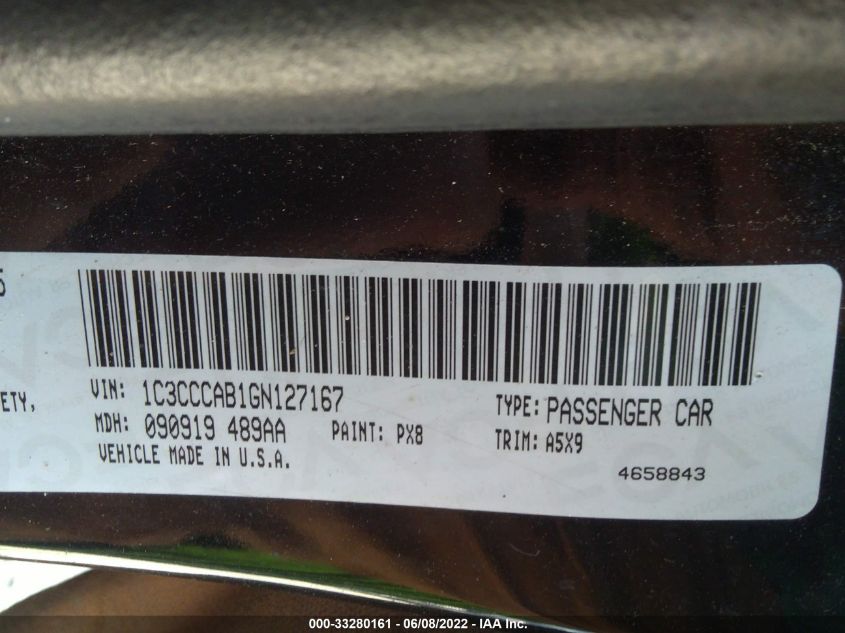 ETY,
VIN: 1C3CCCAB1GN127167 TYPE: PASSENGER CAR
MDH: 090919 489AA PAINT: PX8 TRIM: A5X9
VEHICLE MADE IN U.S.A.
4658843
000-33280161 - 06/08/2022 - IAA Inc.